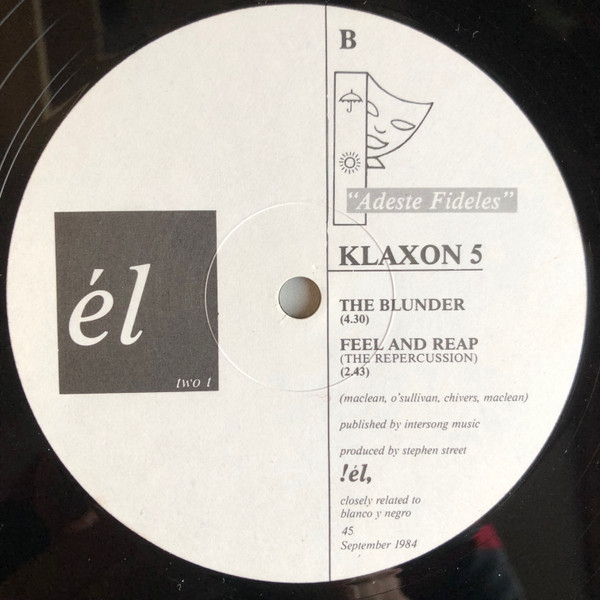 B
"Adeste Fideles"
KLAXON 5
THE BLUNDER
(4.30)
FEEL AND REAP
(THE REPERCUSSION)
(2.43)
(maclean, o'sullivan, chivers, maclean)
published by intersong music
produced by stephen street
!él,
closely related to
blanco y negro
45
September 1984
él
two t